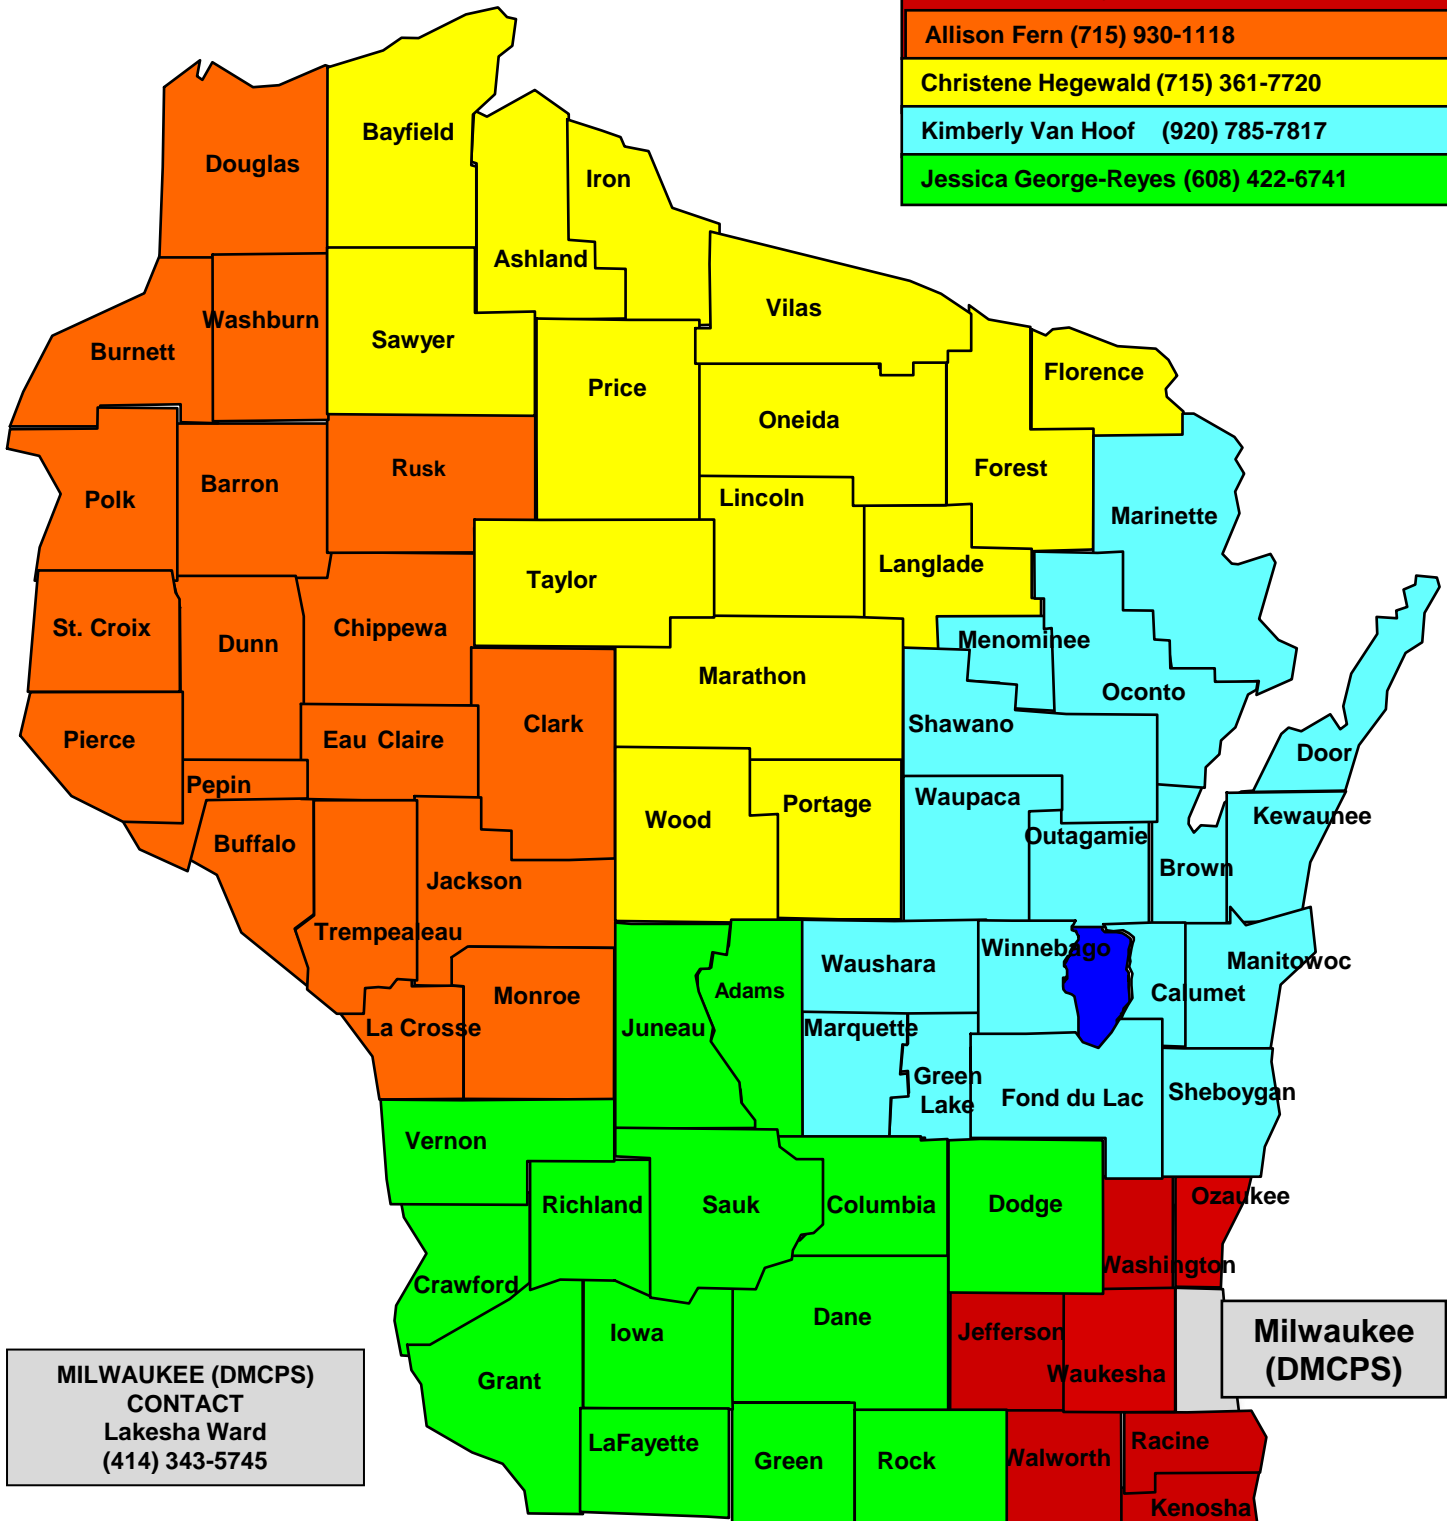 Allison Fern (715) 930-1118
Christene Hegewald (715) 361-7720
Kimberly Van Hoof (920) 785-7817
Jessica George-Reyes (608) 422-6741
Bayfield
Douglas
Iron
Ashland
Washburn
Vilas
Sawyer
Burnett
Florence
Price
Oneida
Rusk
Forest
Barron
Lincoln
Polk
Marinette
Langlade
Taylor
St. Croix
Chippewa
Dunn
Menominee
Marathon
Oconto
Clark
Shawano
Pierce
Eau Claire
Door
Pepin
Waupaca
Portage
Wood
Kewaunee
Outagamie
Buffalo
Brown
Jackson
Trempealeau
Winnebago
Waushara
Manitowoc
Adams
Calumet
Monroe
La Crosse
Juneau
Marquette
Green
Lake
Fond du Lac
Sheboygan
Vernon
Ozaukee
Richland
Sauk
Columbia
Dodge
Washington
Crawford
Dane
Iowa
Jefferson
Milwaukee
(DMCPS)
Waukesha
Grant
MILWAUKEE (DMCPS)
CONTACT
Lakesha Ward
(414) 343-5745
LaFayette
Green
Rock
Walworth
Racine
Kenosha